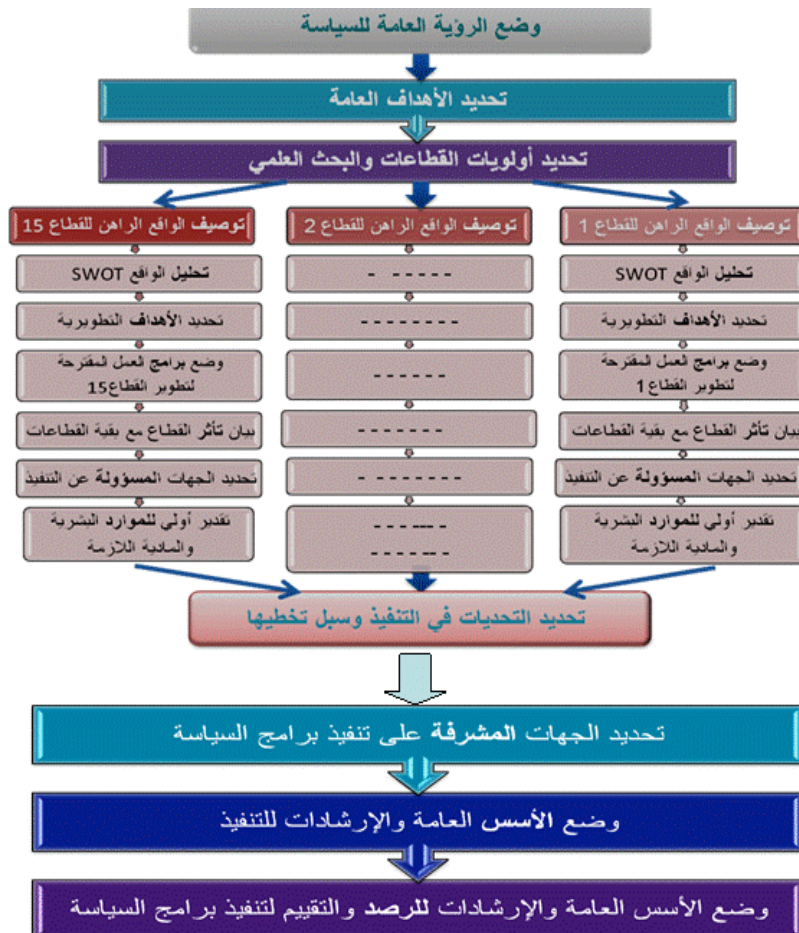 وضع الرؤية العامة للسياسة
تحديد الأهداف العامة
تحديد أولويات القطاعات والبحث العلمي
توصيف الواقع الراهن للقطاع 1
تحليل الواقع SWOT
تحديد الأهداف التطويرية
وضع برامج العمل المقترحة
لتطوير القطاع1
بيان تأثر القطاع مع بقية القطاعات
تحديد الجهات المسؤولة عن التنفيذ
تقدير أولي للموارد البشرية
والمادية اللازمة
توصيف الواقع الراهن للقطاع 2
- - - - - -
- - - - - - - -
- - - - - -
- - - - - - -
- - - - - - - -
- - - -- -
- - - -- - -
توصيف الواقع الراهن للقطاع 15
تحليل الواقع SWOT
تحديد الأهداف التطويرية
وضع برامج العمل المقترحة
لتطوير القطاع15
بيان تأثر القطاع مع بقية القطاعات
تحديد الجهات المسؤولة عن التنفيذ
تقدير أولي للموارد البشرية
والمادية اللازمة
تحديد التحديات في التنفيذ وسبل تخطيها
تحديد الجهات المشرفة على تنفيذ برامج السياسة
وضع الأسس العامة والإرشادات للتنفيذ
وضع الأسس العامة والإرشادات للرصد والتقييم لتنفيذ برامج السياسة